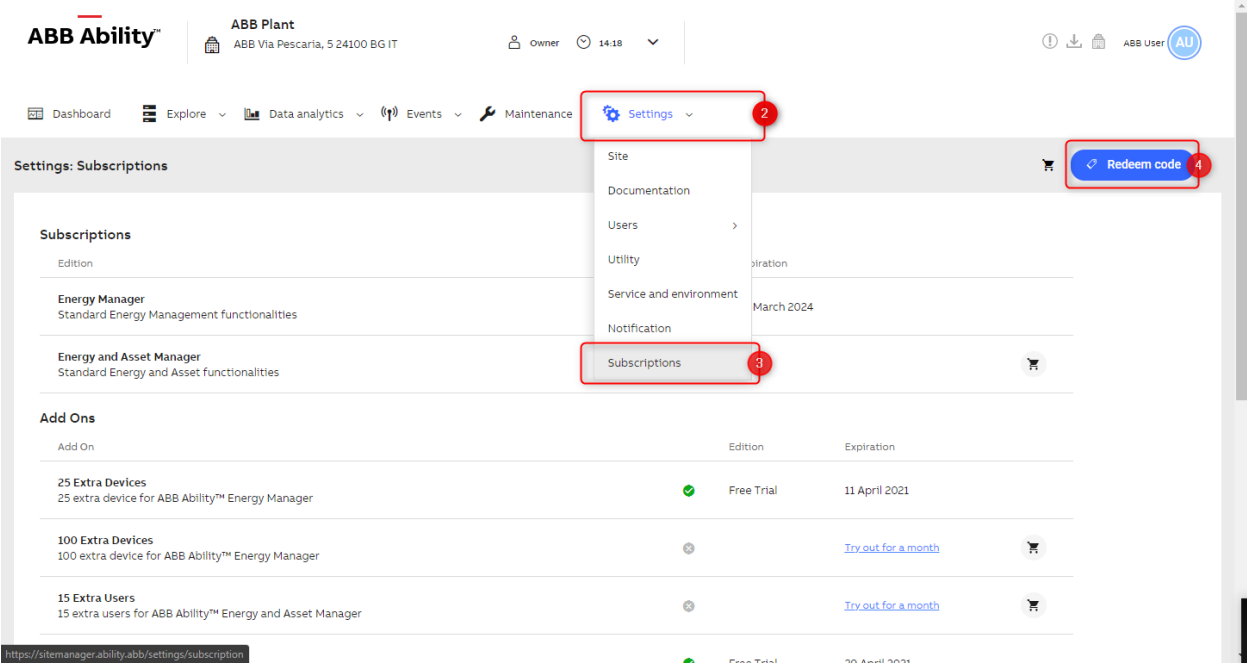 ABB Ability™
ABB Plant
ABB Via Pescaria, 5 24100 BG IT
Owner
14:18
ABB User
AU
Dashboard
Explore
Data analytics
Events
Maintenance
Settings
2
Settings: Subscriptions
Redeem code
4
Site
Documentation
Users
Utility
Service and environment
Notification
Subscriptions
3
Subscriptions
Edition
piration
Energy Manager
Standard Energy Management functionalities
March 2024
Energy and Asset Manager
Standard Energy and Asset functionalities
Add Ons
Add On
Edition
Expiration
25 Extra Devices
25 extra device for ABB Ability™ Energy Manager
Free Trial
11 April 2021
100 Extra Devices
100 extra device for ABB Ability™ Energy Manager
Try out for a month
15 Extra Users
15 extra users for ABB Ability™ Energy and Asset Manager
Try out for a month
Free Trial
20 April 2021
https://sitemanager.ability.abb/settings/subscription